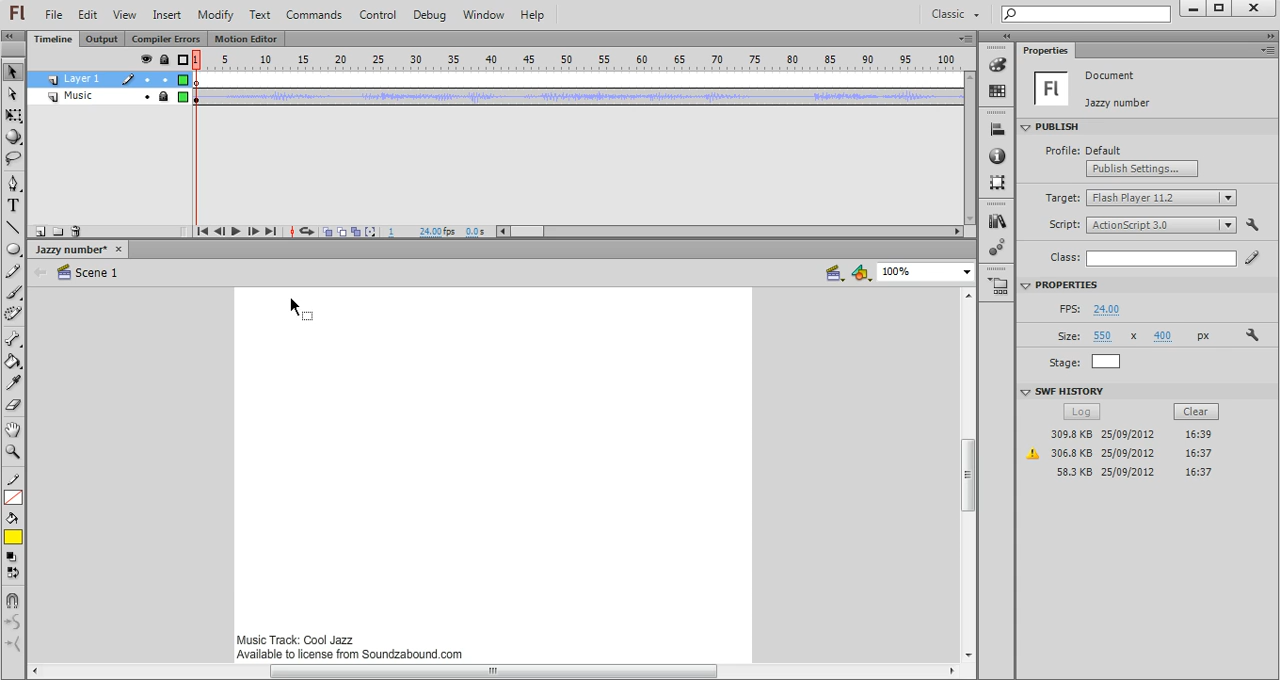 Fl File Edit View Insert Modify Text Commands Control Debug Window Help Classic
Timeline Output Compiler Errors Motion Editor
1 5 10 15 20 25 30 35 40 45 50 55 60 65 70 75 80 85 90 95 100
Layer 1
Music
1 24.00 fps 0.0 s
Jazzy number*
Scene 1
100%
Music Track: Cool Jazz
Available to license from Soundzabound.com
Properties
Fl
Document
Jazzy number
PUBLISH
Profile: Default
Publish Settings...
Target: Flash Player 11.2
Script: ActionScript 3.0
Class:
PROPERTIES
FPS: 24.00
Size: 550 x 400 px
Stage:
SWF HISTORY
Log Clear
309.8 KB 25/09/2012 16:39
306.8 KB 25/09/2012 16:37
58.3 KB 25/09/2012 16:37